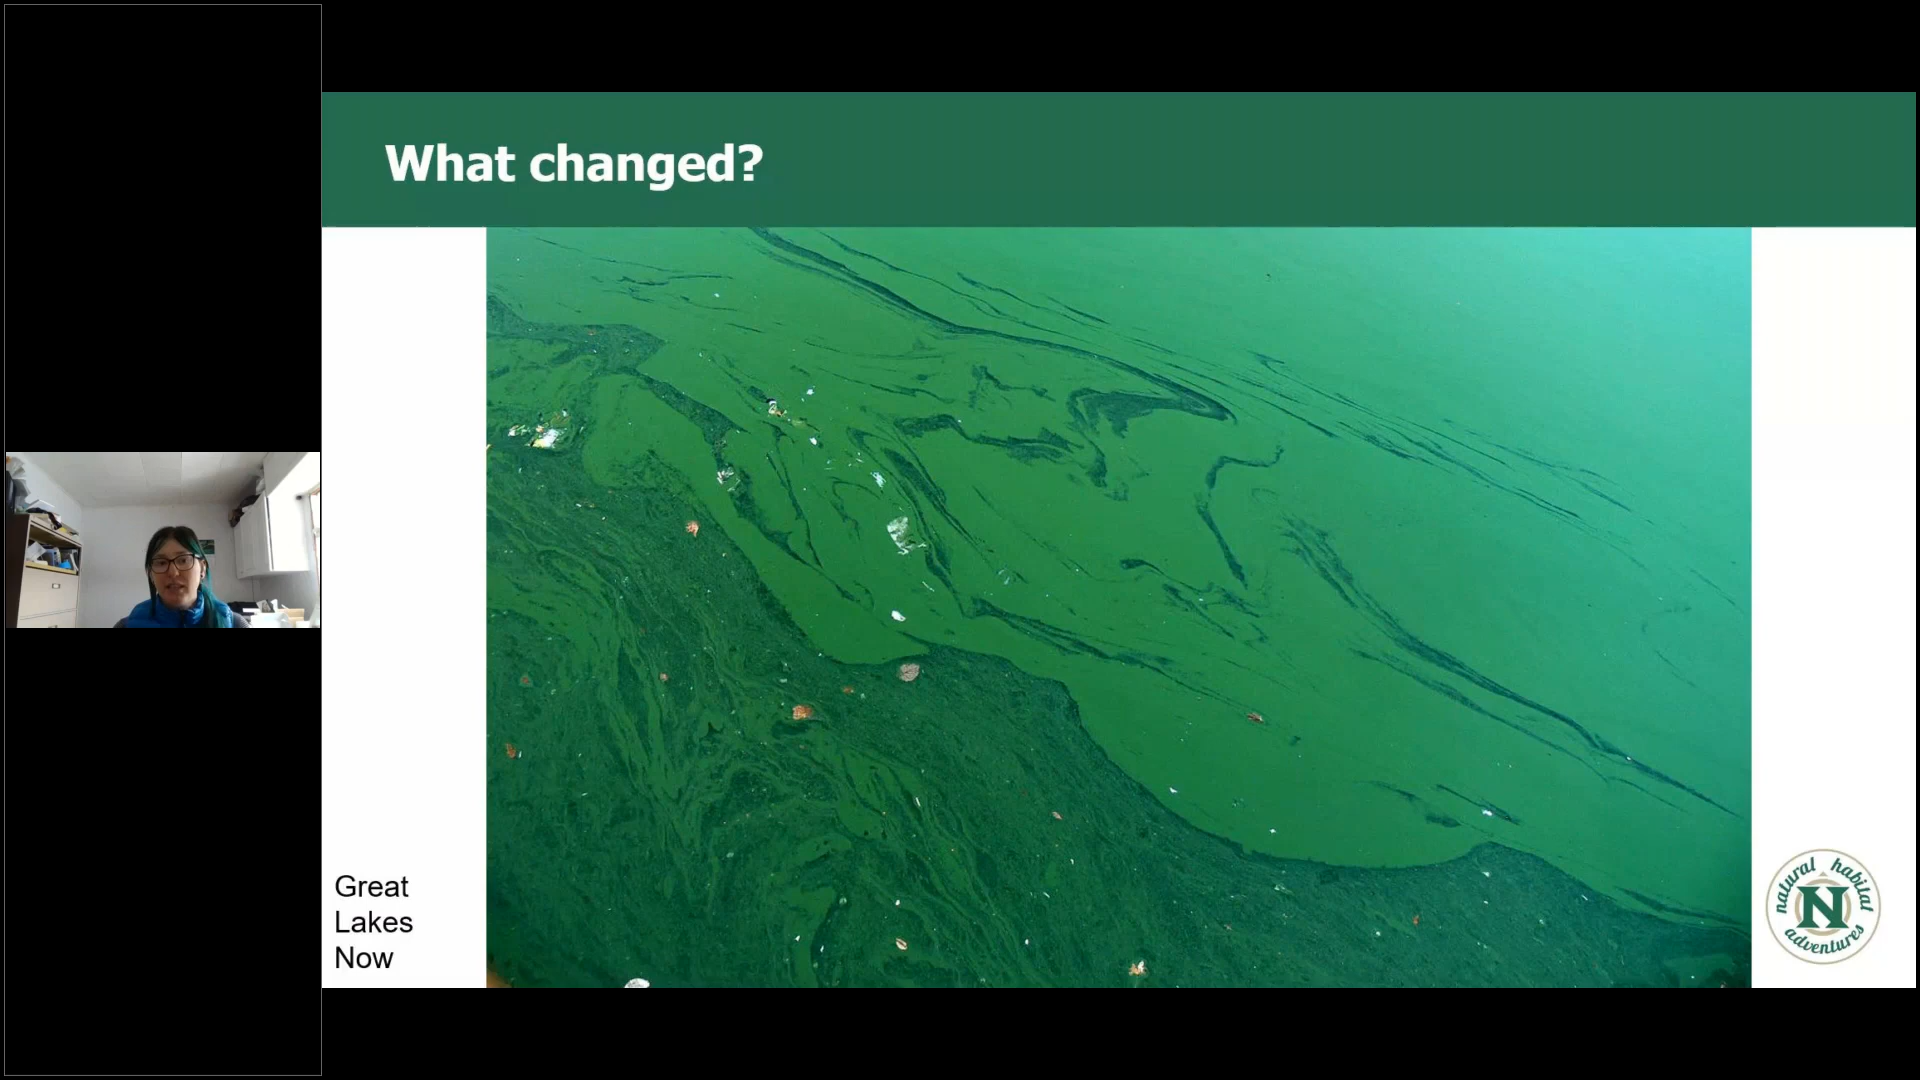 What changed?
Great
Lakes
Now
natural habitat
N
adventures